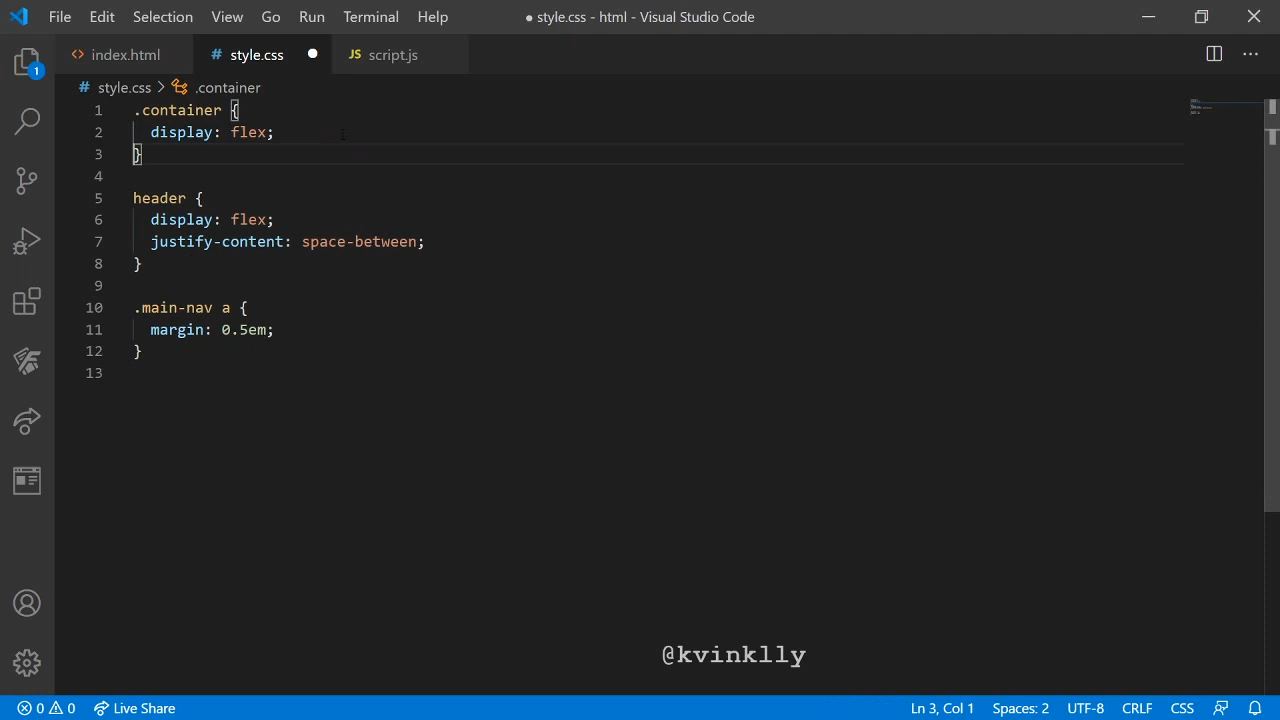 File Edit Selection View Go Run Terminal Help ● style.css - html - Visual Studio Code
index.html # style.css ● JS script.js
# style.css > .container
1 .container {
2 display: flex;
3 }
4
5 header {
6 display: flex;
7 justify-content: space-between;
8 }
9
10 .main-nav a {
11 margin: 0.5em;
12 }
13
1
@kvinklly
0 0 Live Share Ln 3, Col 1 Spaces: 2 UTF-8 CRLF CSS